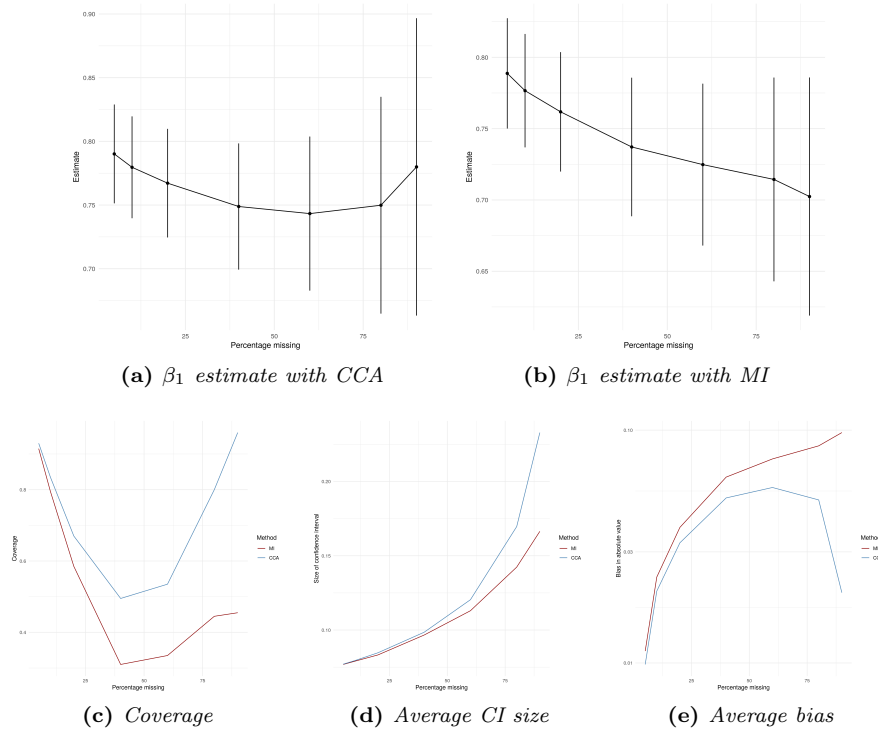 0.90
0.85
0.80
0.75
0.70
Estimate
25
50
75
Percentage missing
(a) β1 estimate with CCA
0.80
0.75
0.70
0.65
Estimate
25
50
75
Percentage missing
(b) β1 estimate with MI
0.8
0.6
0.4
Coverage
25
50
75
Percentage missing
Method
MI
CCA
(c) Coverage
0.20
0.15
0.10
Size of confidence interval
25
50
75
Percentage missing
Method
MI
CCA
(d) Average CI size
0.10
0.03
0.01
Bias in absolute value
25
50
75
Percentage missing
Method
MI
(e) Average bias